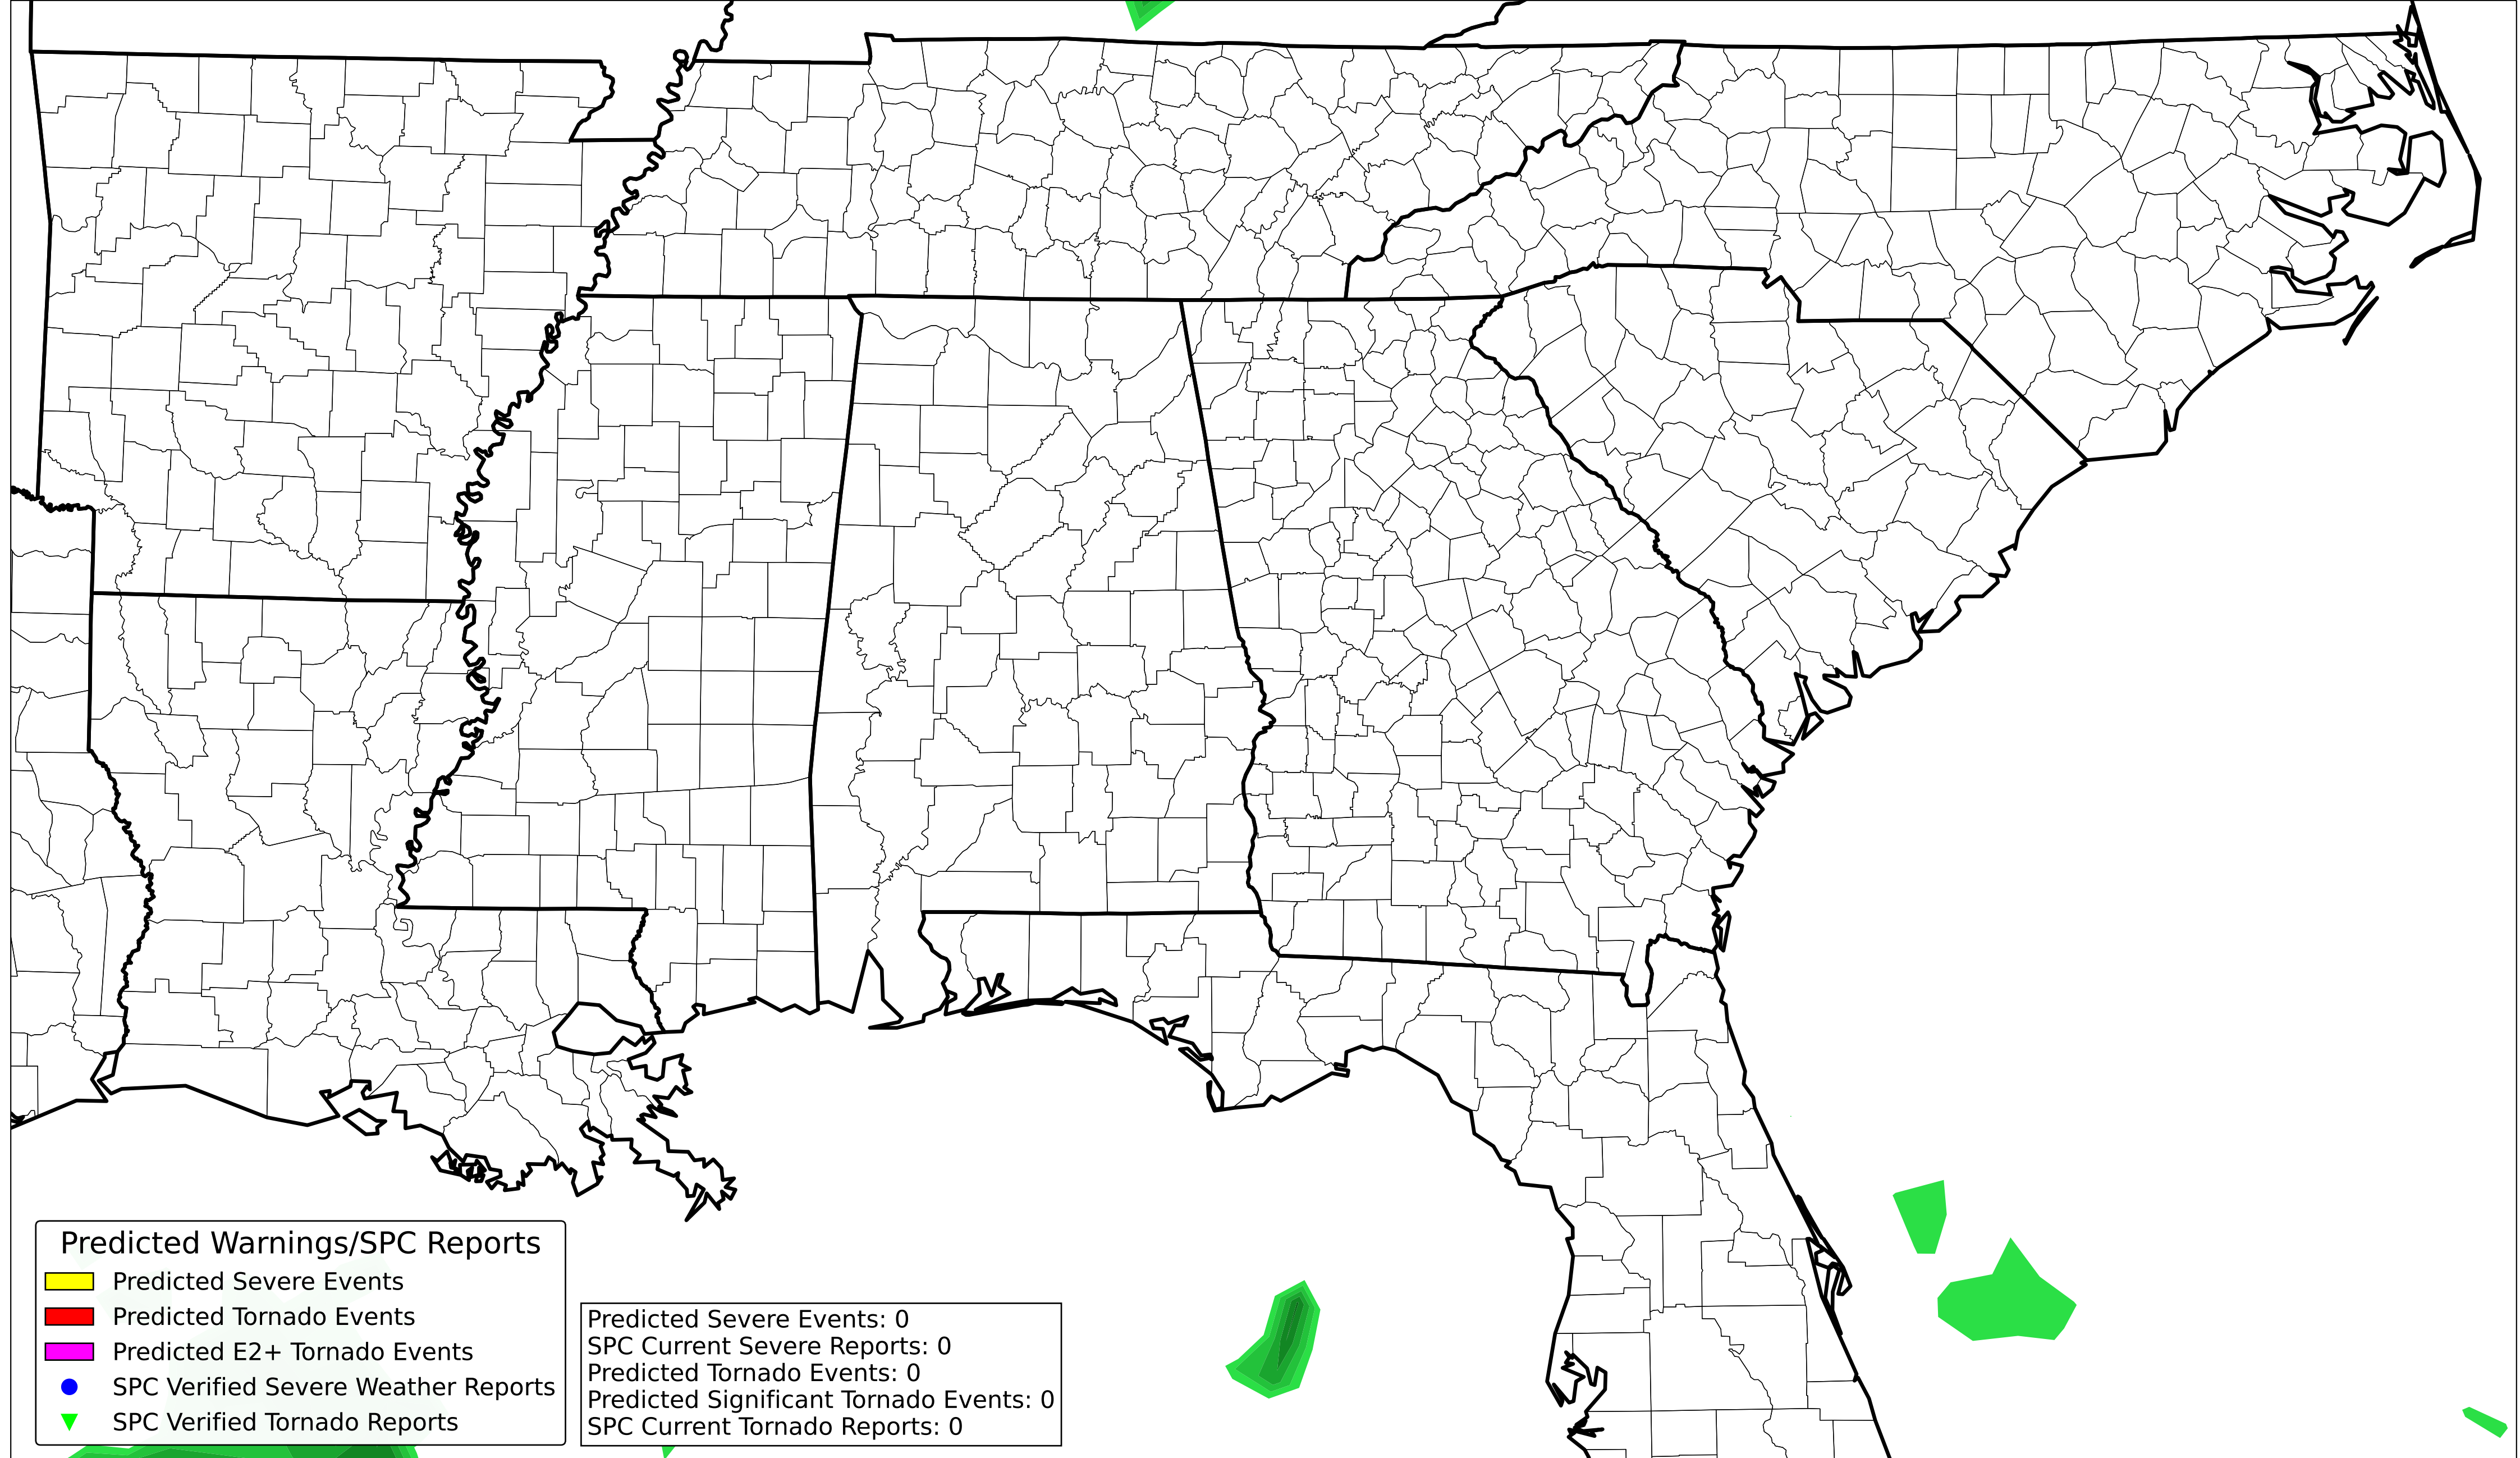 Predicted Warnings/SPC Reports
Predicted Severe Events
Predicted Tornado Events
Predicted E2+ Tornado Events
SPC Verified Severe Weather Reports
SPC Verified Tornado Reports
Predicted Severe Events: 0
SPC Current Severe Reports: 0
Predicted Tornado Events: 0
Predicted Significant Tornado Events: 0
SPC Current Tornado Reports: 0